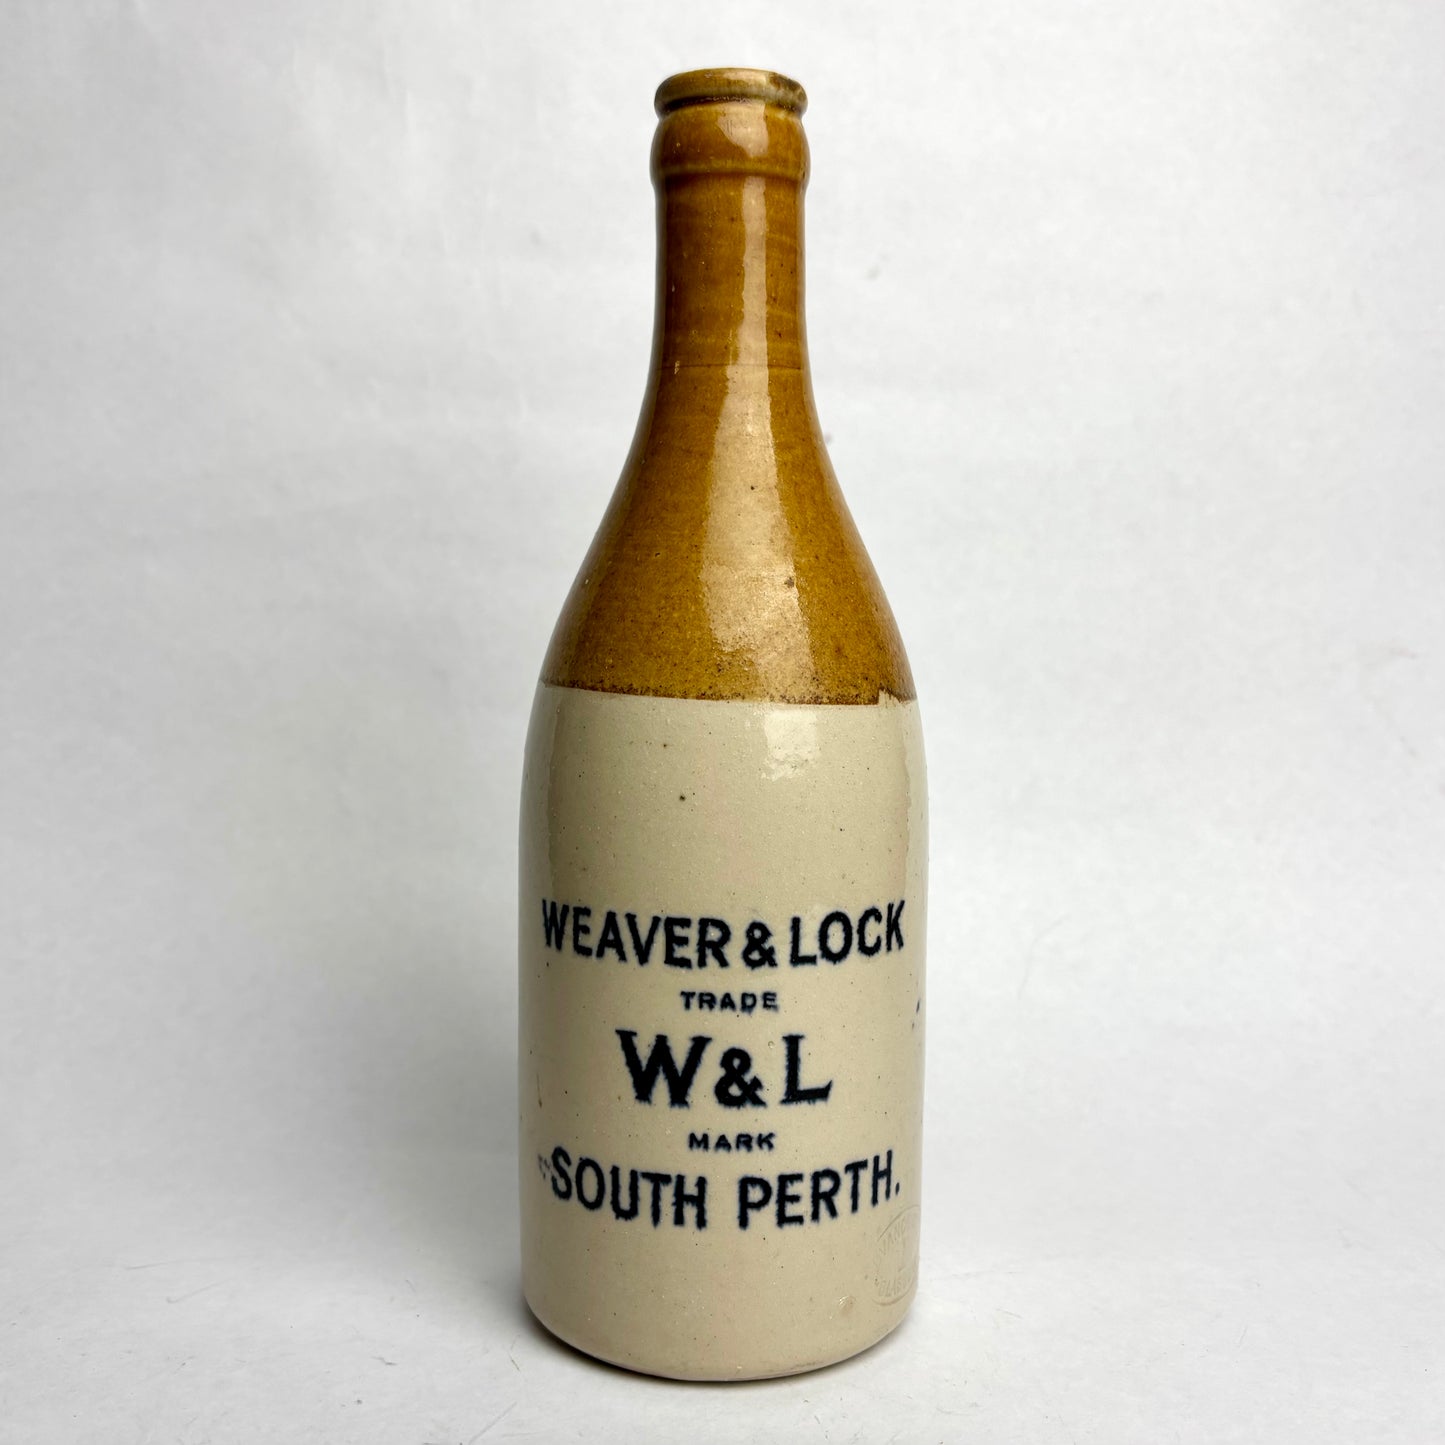 WEAVER & LOCK
TRADE
W & L
MARK
SOUTH PERTH.